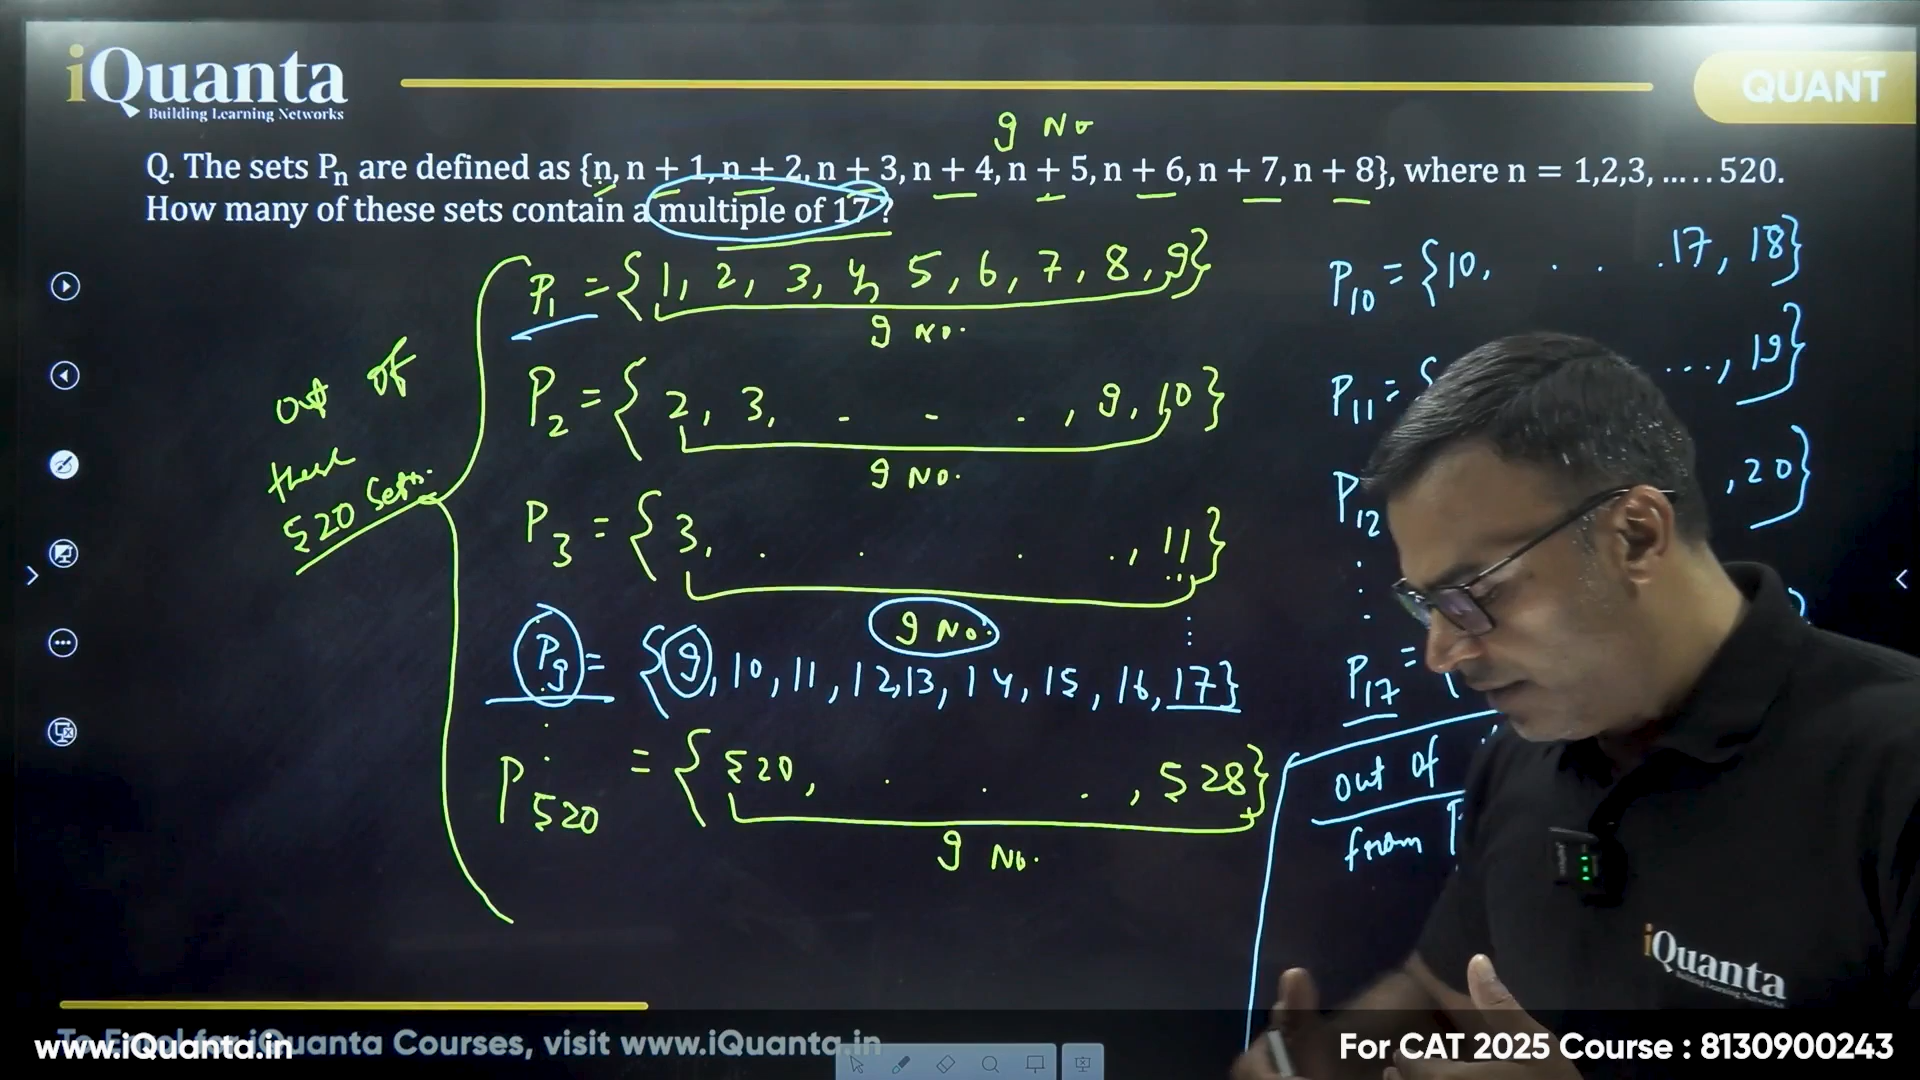 iQuanta
Building Learning Networks
QUANT
9 No
Q. The sets Pn are defined as {n, n + 1, n + 2, n + 3, n + 4, n + 5, n + 6, n + 7, n + 8}, where n = 1,2,3, ..... 520.
How many of these sets contain a multiple of 17 ?
P1 = {1, 2, 3, 4, 5, 6, 7, 8, 9}
9 No.
P2 = {2, 3, . - . , 9, 10}
9 No.
P3 = {3, . . . ., 11}
9 No.
P9 = {9, 10, 11, 12, 13, 14, 15, 16, 17}
P520 = {520, . . ., 528}
9 No.
out of
these
520 sets.
P10 = {10, . . . 17, 18}
P11 = { ..., 19}
P12 , 20}
P17 = {
out of
from
iQuanta
To Enrol for iQuanta Courses, visit www.iQuanta.in
www.iQuanta.in
For CAT 2025 Course : 8130900243